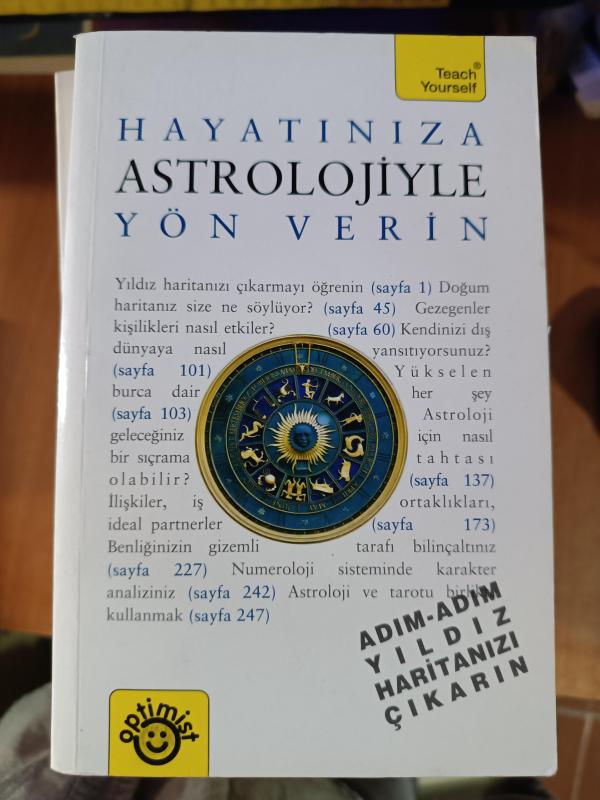 Teach®
Yourself
HAYATINIZA
ASTROLOJİYLE
YÖN VERİN
Yıldız haritanızı çıkarmayı öğrenin (sayfa 1) Doğum
haritanız size ne söylüyor? (sayfa 45) Gezegenler
kişilikleri nasıl etkiler? (sayfa 60) Kendinizi dış
dünyaya nasıl yansıtıyorsunuz?
(sayfa 101) Yükselen
burca dair her şey
(sayfa 103) Astroloji
geleceğiniz için nasıl
bir sıçrama tahtası
olabilir? (sayfa 137)
İlişkiler, iş ortaklıkları,
ideal partnerler (sayfa 173)
Benliğinizin gizemli tarafı bilinçaltınız
(sayfa 227) Numeroloji sisteminde karakter
analiziniz (sayfa 242) Astroloji ve tarotu birlikte
kullanmak (sayfa 247)
ADIM-ADIM
YILDIZ
HARİTANIZI
ÇIKARIN
optimist